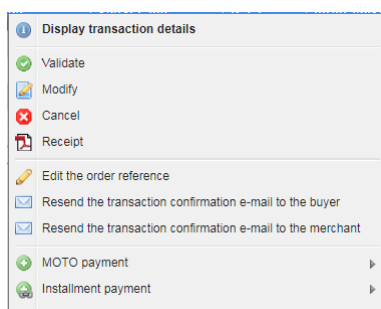 Display transaction details
Validate
Modify
Cancel
Receipt
Edit the order reference
Resend the transaction confirmation e-mail to the buyer
Resend the transaction confirmation e-mail to the merchant
MOTO payment
Installment payment